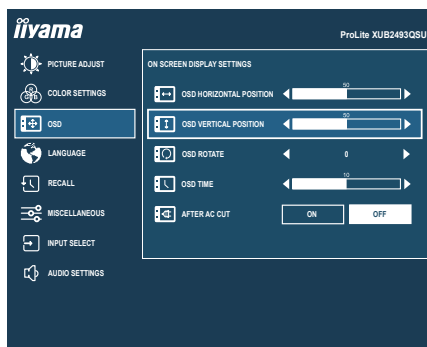 iiyama
ProLite XUB2493QSU
PICTURE ADJUST
COLOR SETTINGS
OSD
LANGUAGE
RECALL
MISCELLANEOUS
INPUT SELECT
AUDIO SETTINGS
ON SCREEN DISPLAY SETTINGS
OSD HORIZONTAL POSITION 50
OSD VERTICAL POSITION 50
OSD ROTATE 0
OSD TIME 10
AFTER AC CUT ON OFF